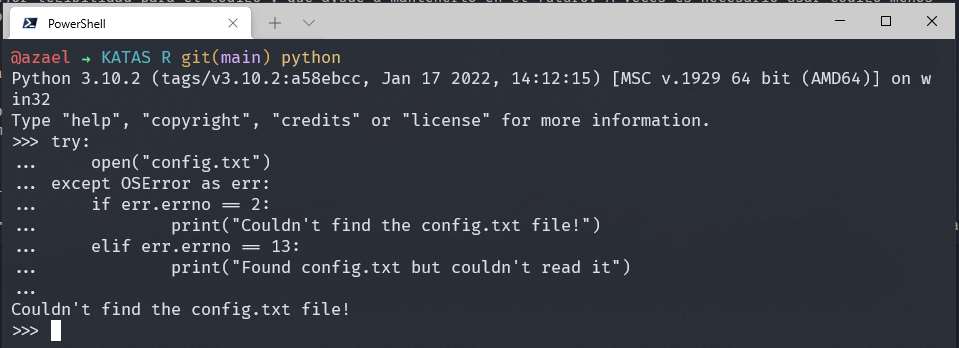 PowerShell
@azael → KATAS R git(main) python
Python 3.10.2 (tags/v3.10.2:a58ebcc, Jan 17 2022, 14:12:15) [MSC v.1929 64 bit (AMD64)] on w
in32
Type "help", "copyright", "credits" or "license" for more information.
>>> try:
...     open("config.txt")
... except OSError as err:
...     if err.errno == 2:
...             print("Couldn't find the config.txt file!")
...     elif err.errno == 13:
...             print("Found config.txt but couldn't read it")
...
Couldn't find the config.txt file!
>>>